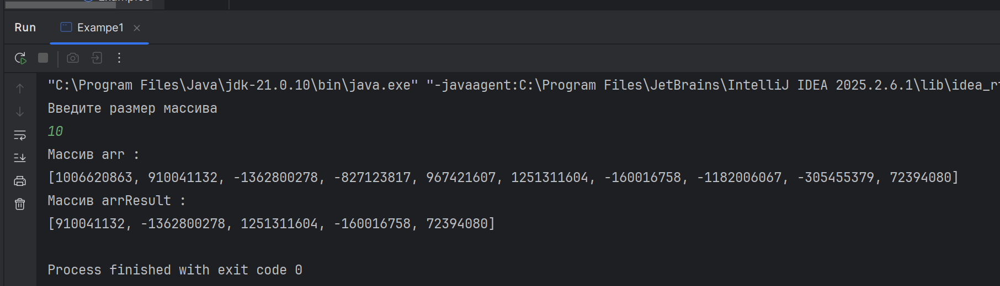 Run Exampe1
"C:\Program Files\Java\jdk-21.0.10\bin\java.exe" "-javaagent:C:\Program Files\JetBrains\IntelliJ IDEA 2025.2.6.1\lib\idea_r
Введите размер массива
10
Массив arr :
[1006620863, 910041132, -1362800278, -827123817, 967421607, 1251311604, -160016758, -1182006067, -305455379, 72394080]
Массив arrResult :
[910041132, -1362800278, 1251311604, -160016758, 72394080]
Process finished with exit code 0